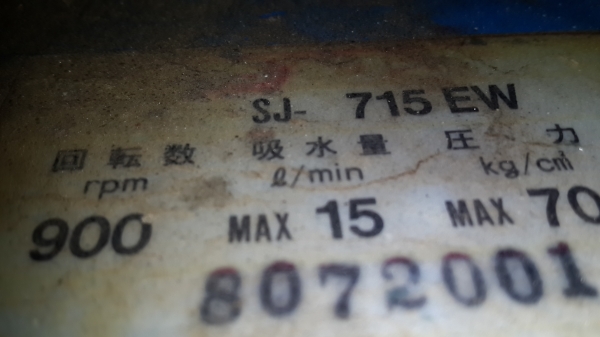 SJ- 715 EW
回転数 吸水量 圧力
rpm ℓ/min kg/c㎡
900 MAX 15 MAX 70
8072001